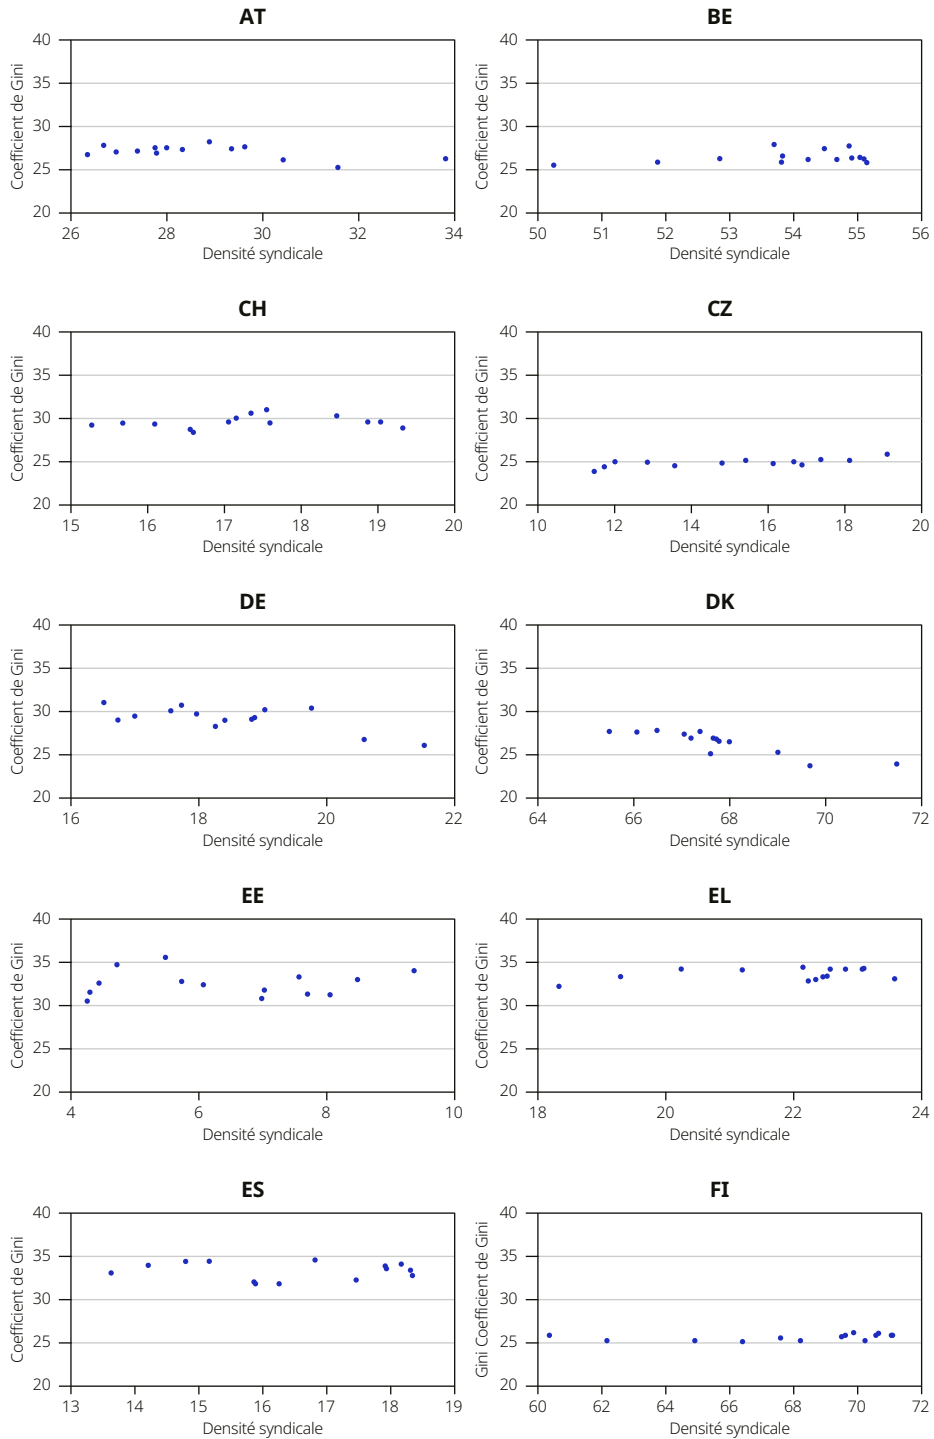 AT
40
35
30
25
20
Coefficient de Gini
26 28 30 32 34
Densité syndicale
BE
40
35
30
25
20
Coefficient de Gini
50 51 52 53 54 55 56
Densité syndicale
CH
40
35
30
25
20
Coefficient de Gini
15 16 17 18 19 20
Densité syndicale
CZ
40
35
30
25
20
Coefficient de Gini
10 12 14 16 18 20
Densité syndicale
DE
40
35
30
25
20
Coefficient de Gini
16 18 20 22
Densité syndicale
DK
40
35
30
25
20
Coefficient de Gini
64 66 68 70 72
Densité syndicale
EE
40
35
30
25
20
Coefficient de Gini
4 6 8 10
Densité syndicale
EL
40
35
30
25
20
Coefficient de Gini
18 20 22 24
Densité syndicale
ES
40
35
30
25
20
Coefficient de Gini
13 14 15 16 17 18 19
Densité syndicale
FI
40
35
30
25
20
Gini Coefficient de Gini
60 62 64 66 68 70 72
Densité syndicale